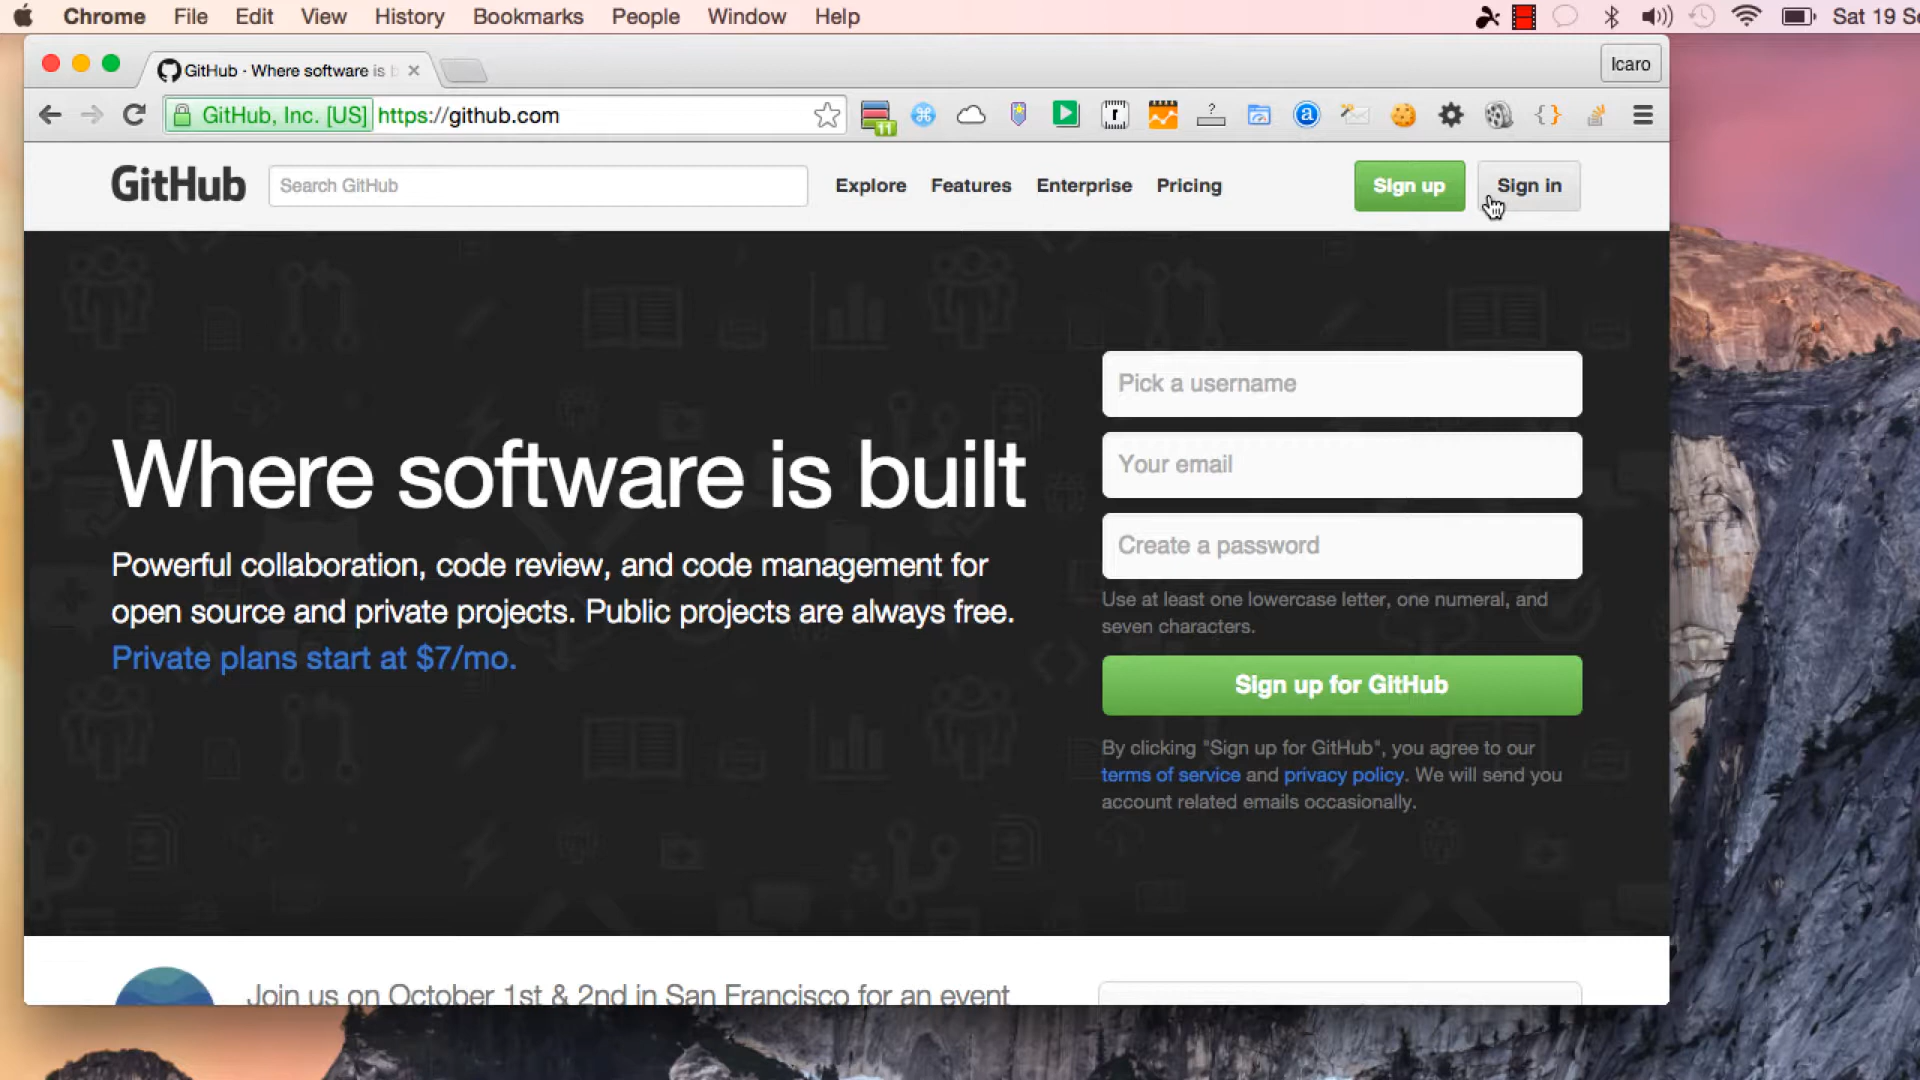 Chrome File Edit View History Bookmarks People Window Help Sat 19 Se
GitHub · Where software is b
Icaro
GitHub, Inc. [US] https://github.com
11
GitHub
Search GitHub
Explore Features Enterprise Pricing
Sign up
Sign in
Pick a username
Your email
Create a password
Use at least one lowercase letter, one numeral, and
seven characters.
Sign up for GitHub
By clicking "Sign up for GitHub", you agree to our
terms of service and privacy policy. We will send you
account related emails occasionally.
Where software is built
Powerful collaboration, code review, and code management for
open source and private projects. Public projects are always free.
Private plans start at $7/mo.
Join us on October 1st & 2nd in San Francisco for an event